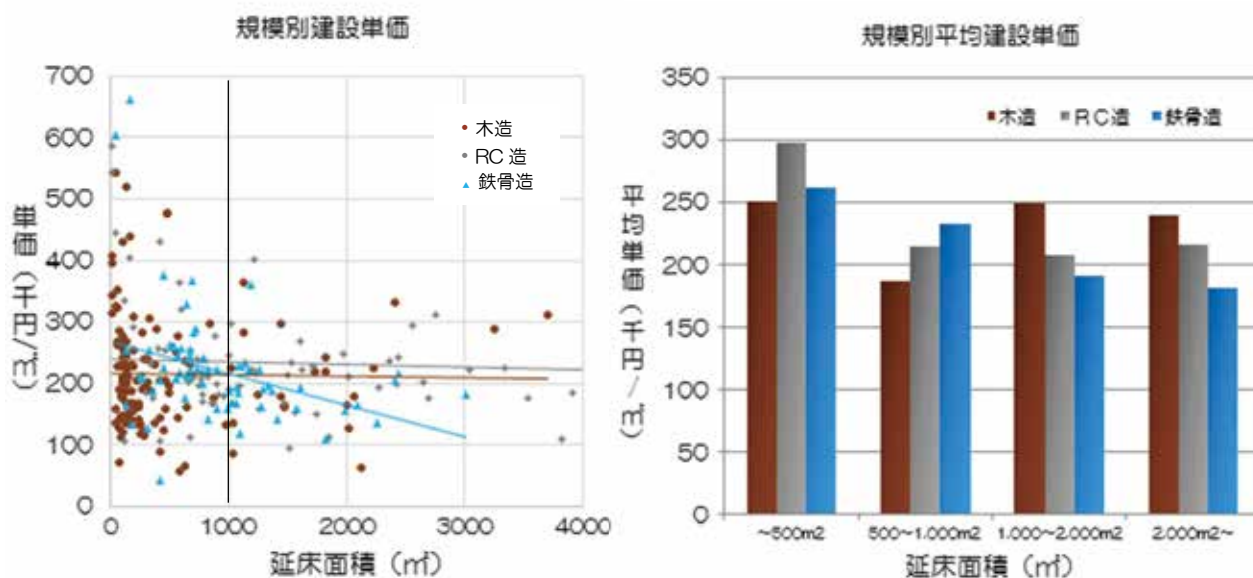 規模別建設単価
700
600
500
400
300
200
100
0
単価（千円/㎡）
0 1000 2000 3000 4000
延床面積（㎡）
木造
RC 造
鉄骨造
規模別平均建設単価
350
300
250
200
150
100
50
0
平均単価（千円/㎡）
木造 RC造 鉄骨造
～500m2 500～1.000m2 1.000～2.000m2 2.000m2～
延床面積（㎡）